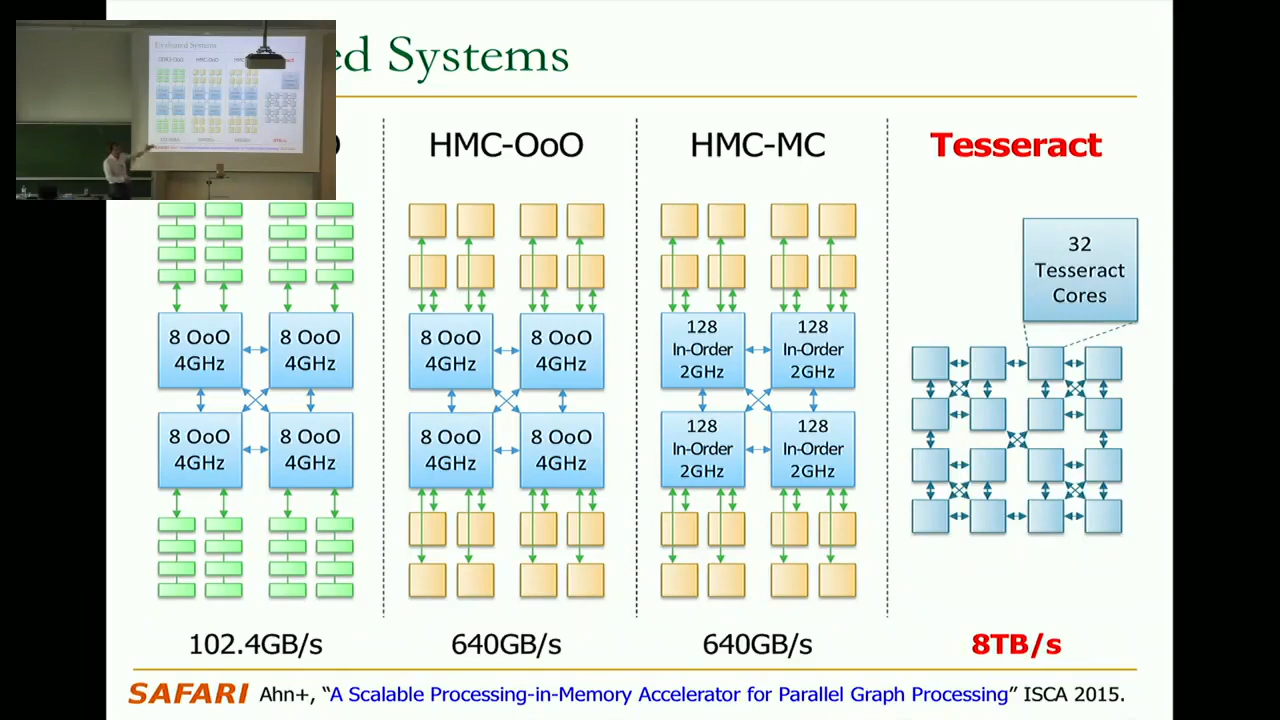 Evaluated Systems
ed Systems
HMC-OoO
HMC-MC
Tesseract
32
Tesseract
Cores
8 OoO
4GHz
8 OoO
4GHz
8 OoO
4GHz
8 OoO
4GHz
128
In-Order
2GHz
128
In-Order
2GHz
8 OoO
4GHz
8 OoO
4GHz
8 OoO
4GHz
8 OoO
4GHz
128
In-Order
2GHz
128
In-Order
2GHz
102.4GB/s
640GB/s
640GB/s
8TB/s
SAFARI Ahn+, “A Scalable Processing-in-Memory Accelerator for Parallel Graph Processing” ISCA 2015.